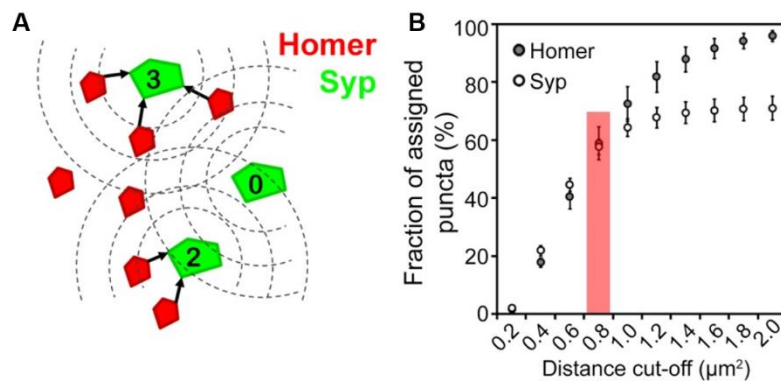 A
Homer
Syp
3
0
2
B
Fraction of assigned
puncta (%)
100
80
60
40
20
0
Homer
Syp
0.2
0.4
0.6
0.8
1.0
1.2
1.4
1.6
1.8
2.0
Distance cut-off (µm²)